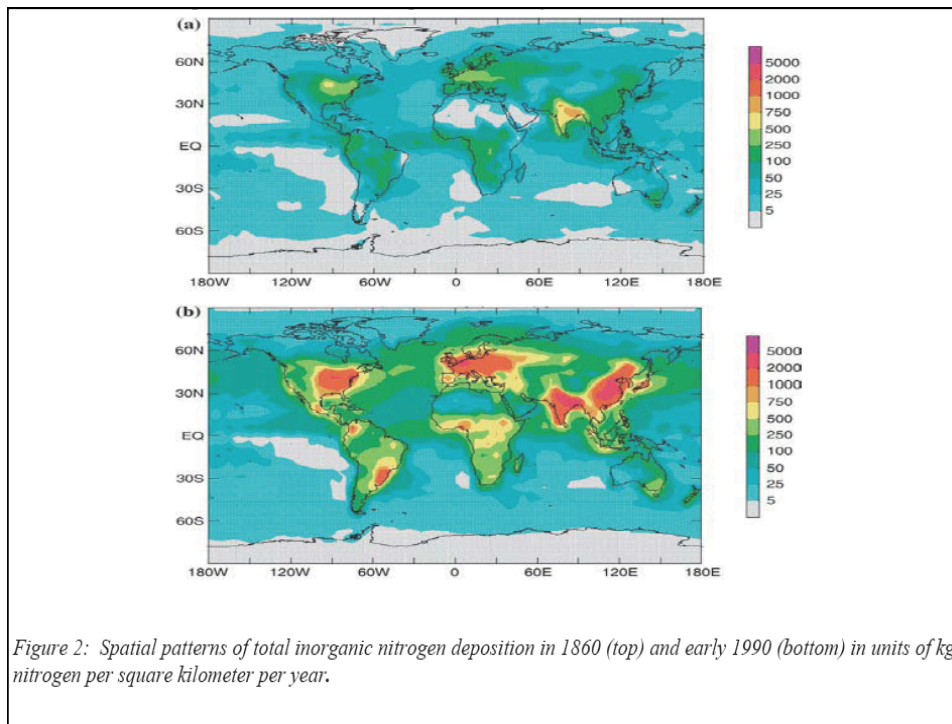 (a)
60N
30N
EQ
30S
60S
180W 120W 60W 0 60E 120E 180E
5000
2000
1000
750
500
250
100
50
25
5
(b)
60N
30N
EQ
30S
60S
180W 120W 60W 0 60E 120E 180E
5000
2000
1000
750
500
250
100
50
25
5
Figure 2: Spatial patterns of total inorganic nitrogen deposition in 1860 (top) and early 1990 (bottom) in units of kg
nitrogen per square kilometer per year.